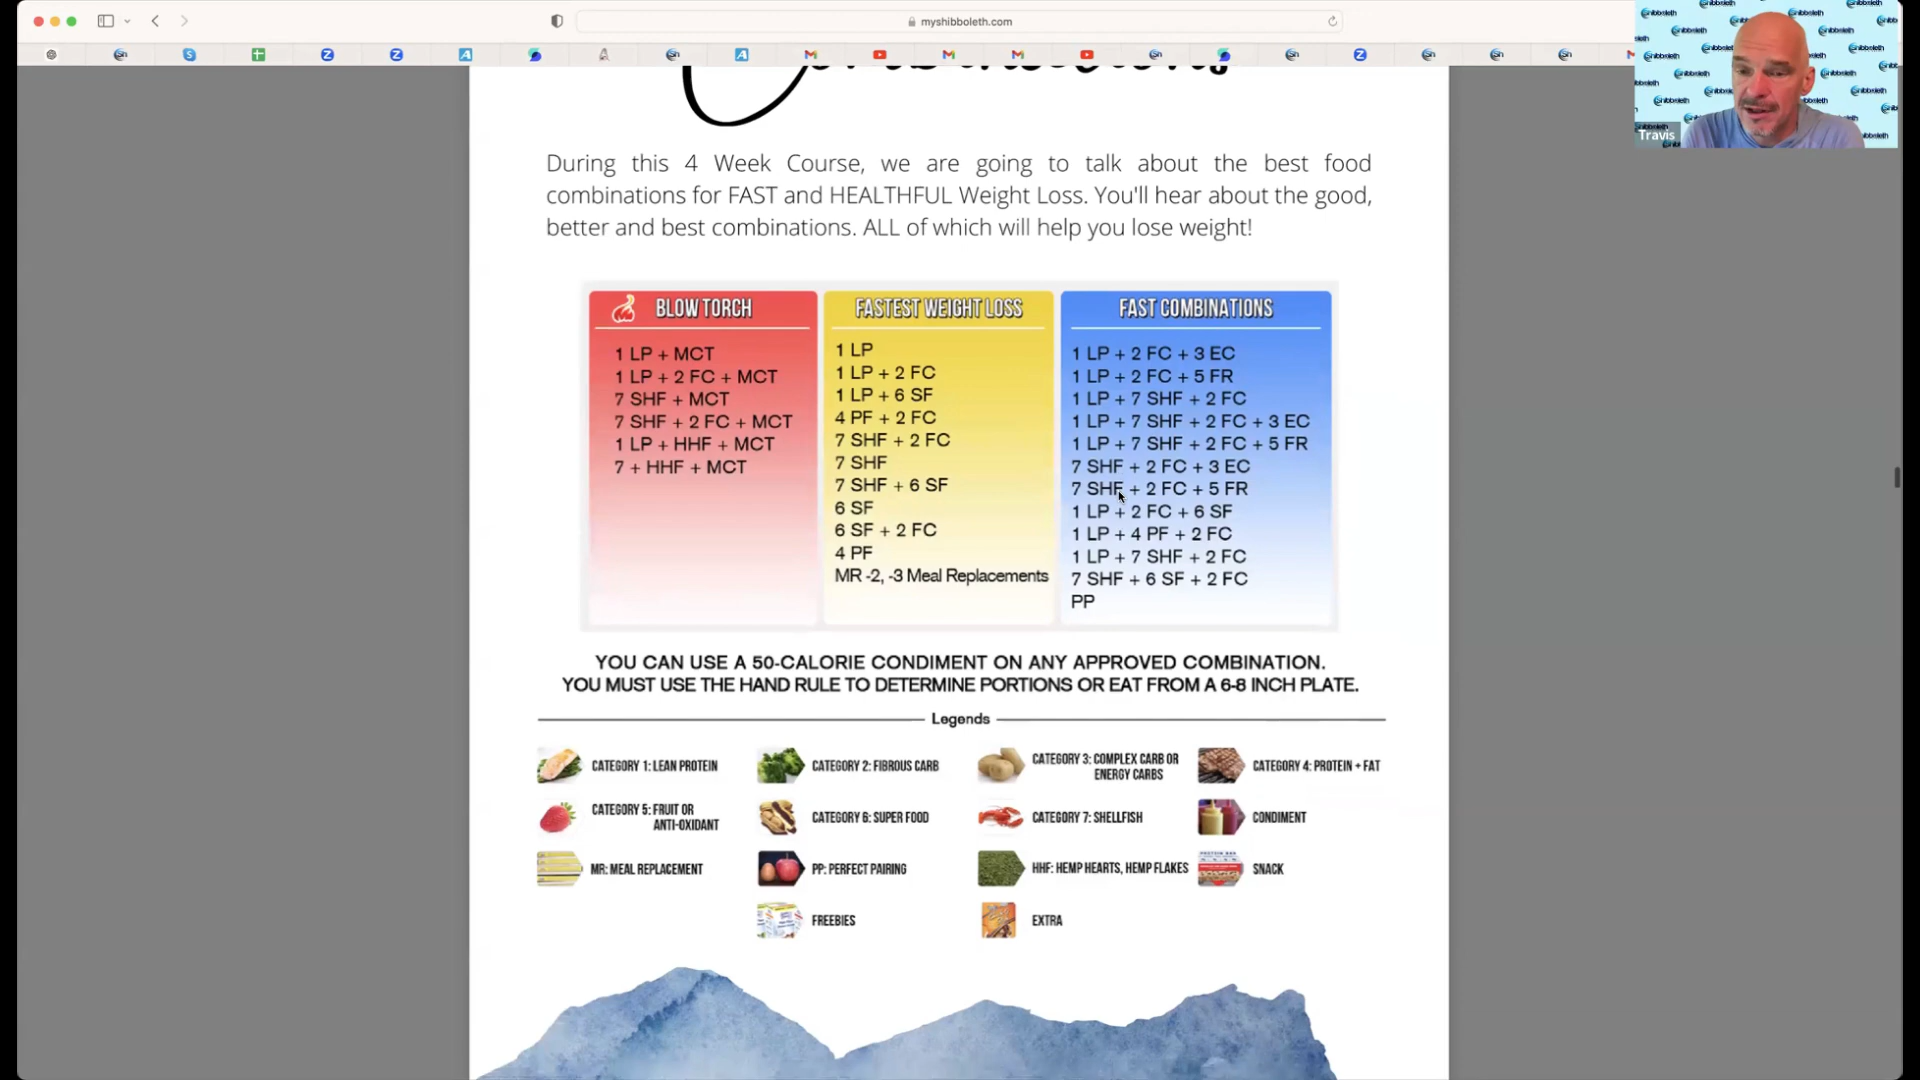 myshibboleth.com
Travis
During this 4 Week Course, we are going to talk about the best food
combinations for FAST and HEALTHFUL Weight Loss. You'll hear about the good,
better and best combinations. ALL of which will help you lose weight!
BLOW TORCH
1 LP + MCT
1 LP + 2 FC + MCT
7 SHF + MCT
7 SHF + 2 FC + MCT
1 LP + HHF + MCT
7 + HHF + MCT
FASTEST WEIGHT LOSS
1 LP
1 LP + 2 FC
1 LP + 6 SF
4 PF + 2 FC
7 SHF + 2 FC
7 SHF
7 SHF + 6 SF
6 SF
6 SF + 2 FC
4 PF
MR -2, -3 Meal Replacements
FAST COMBINATIONS
1 LP + 2 FC + 3 EC
1 LP + 2 FC + 5 FR
1 LP + 7 SHF + 2 FC
1 LP + 7 SHF + 2 FC + 3 EC
1 LP + 7 SHF + 2 FC + 5 FR
7 SHF + 2 FC + 3 EC
7 SHF + 2 FC + 5 FR
1 LP + 2 FC + 6 SF
1 LP + 4 PF + 2 FC
1 LP + 7 SHF + 2 FC
7 SHF + 6 SF + 2 FC
PP
YOU CAN USE A 50-CALORIE CONDIMENT ON ANY APPROVED COMBINATION.
YOU MUST USE THE HAND RULE TO DETERMINE PORTIONS OR EAT FROM A 6-8 INCH PLATE.
Legends
CATEGORY 1: LEAN PROTEIN
CATEGORY 2: FIBROUS CARB
CATEGORY 3: COMPLEX CARB OR
ENERGY CARBS
CATEGORY 4: PROTEIN + FAT
CATEGORY 5: FRUIT OR
ANTI-OXIDANT
CATEGORY 6: SUPER FOOD
CATEGORY 7: SHELLFISH
CONDIMENT
MR: MEAL REPLACEMENT
PP: PERFECT PAIRING
HHF: HEMP HEARTS, HEMP FLAKES
SNACK
FREEBIES
EXTRA